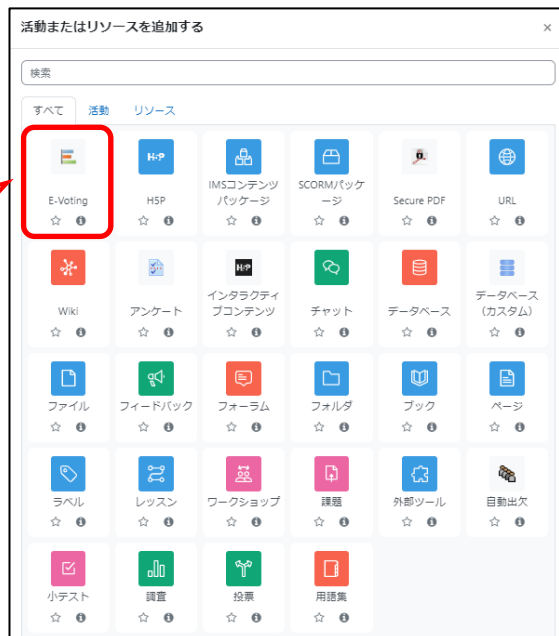 活動またはリソースを追加する ×
検索
すべて 活動 リソース
H5P
E-Voting
H5P
IMSコンテンツ
パッケージ
SCORMパッケ
ージ
Secure PDF
URL
H5P
Wiki
アンケート
インタラクティ
ブコンテンツ
チャット
データベース
データベース
(カスタム)
ファイル
フィードバック
フォーラム
フォルダ
ブック
ページ
ラベル
レッスン
ワークショップ
課題
外部ツール
自動出欠
小テスト
調査
投票
用語集